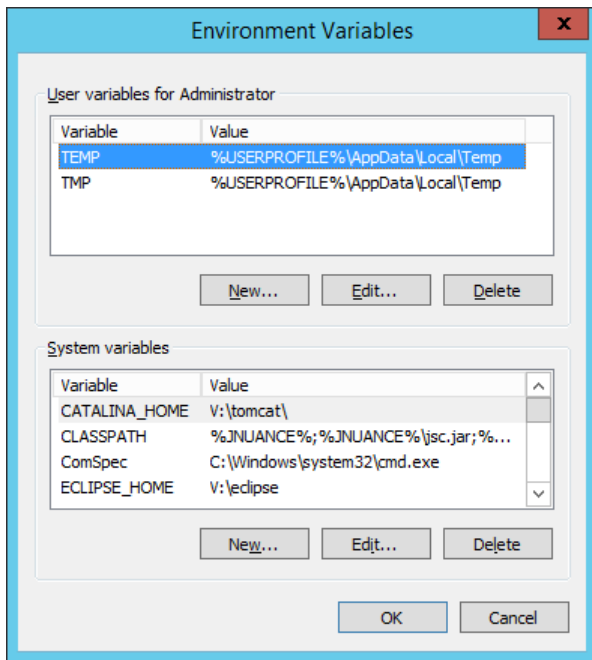 Environment Variables
x
User variables for Administrator
Variable Value
TEMP %USERPROFILE%\AppData\Local\Temp
TMP %USERPROFILE%\AppData\Local\Temp
New... Edit... Delete
System variables
Variable Value
CATALINA_HOME V:\tomcat\
CLASSPATH %JNUANCE%;%JNUANCE%\jsc.jar;%...
ComSpec C:\Windows\system32\cmd.exe
ECLIPSE_HOME V:\eclipse
New... Edit... Delete
OK Cancel